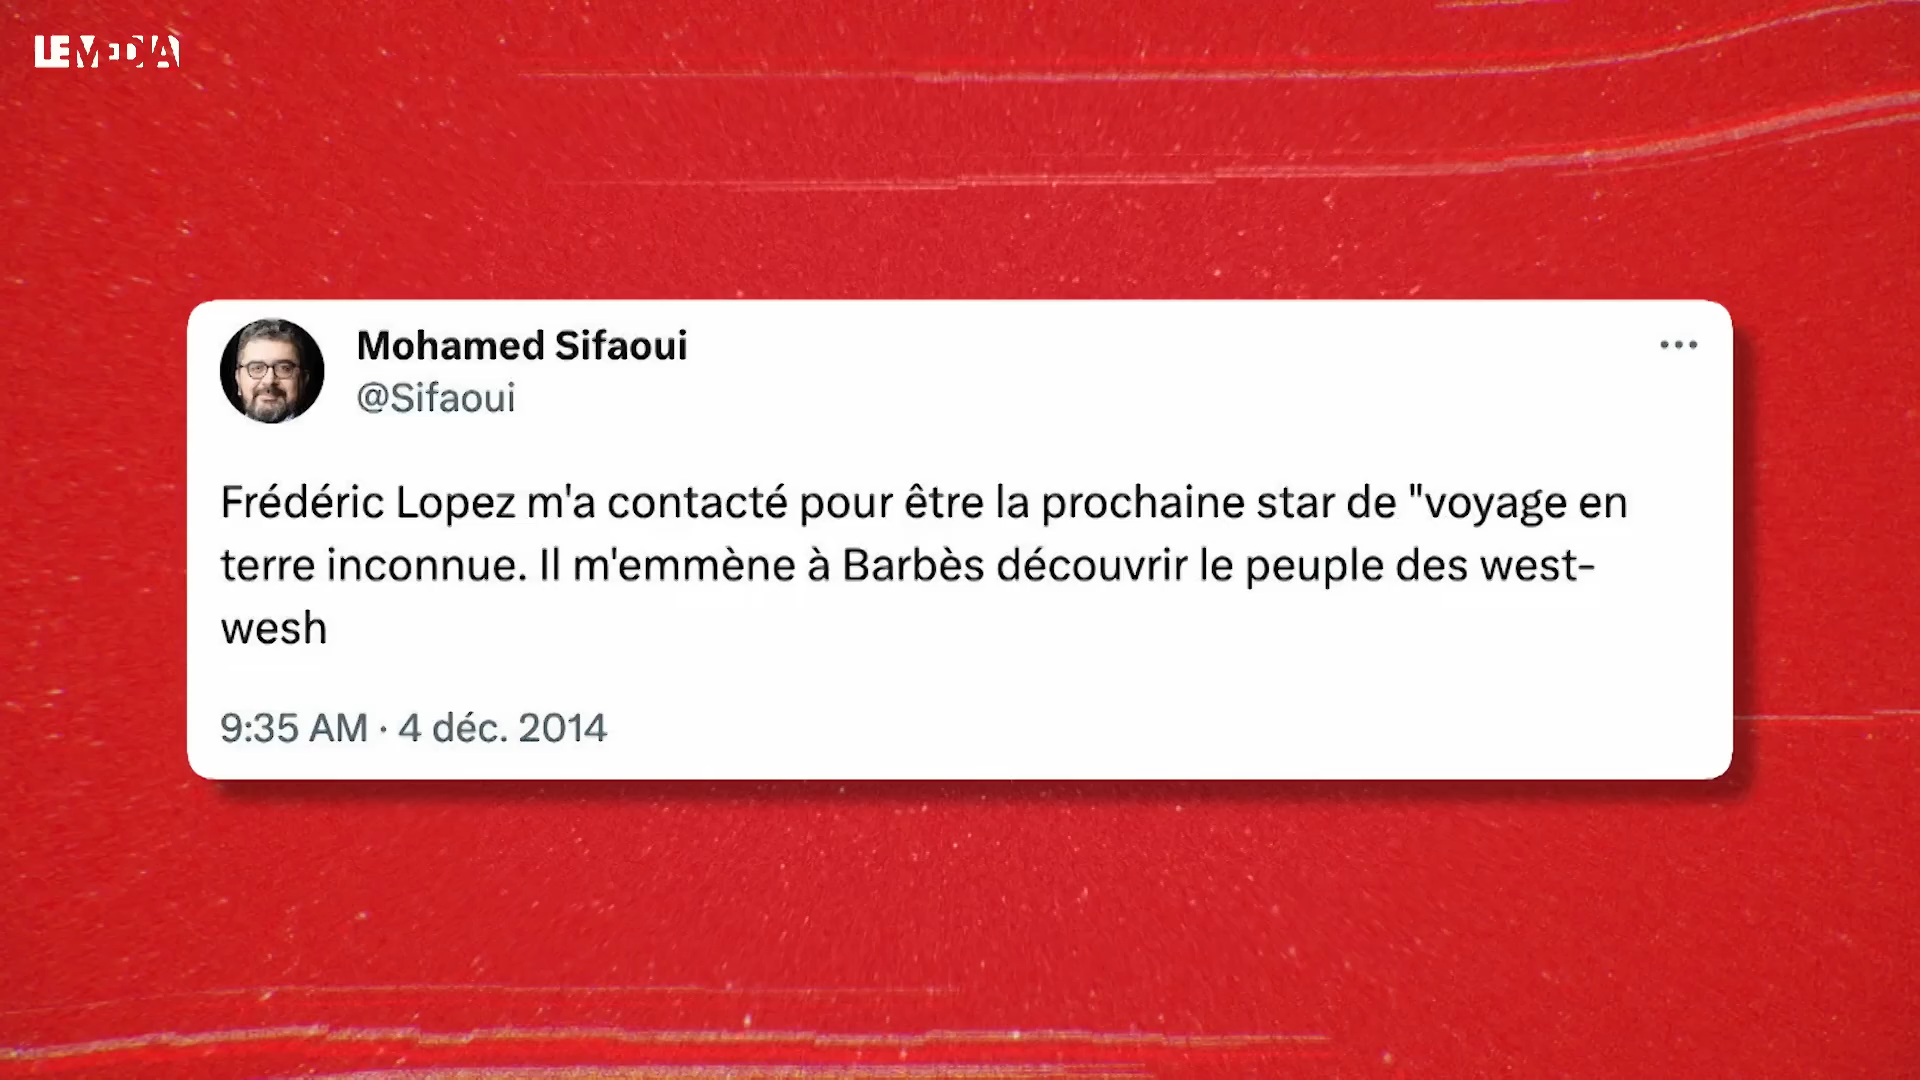 LE MEDIA
Mohamed Sifaoui
@Sifaoui
Frédéric Lopez m'a contacté pour être la prochaine star de "voyage en
terre inconnue. Il m'emmène à Barbès découvrir le peuple des west-
wesh
9:35 AM · 4 déc. 2014